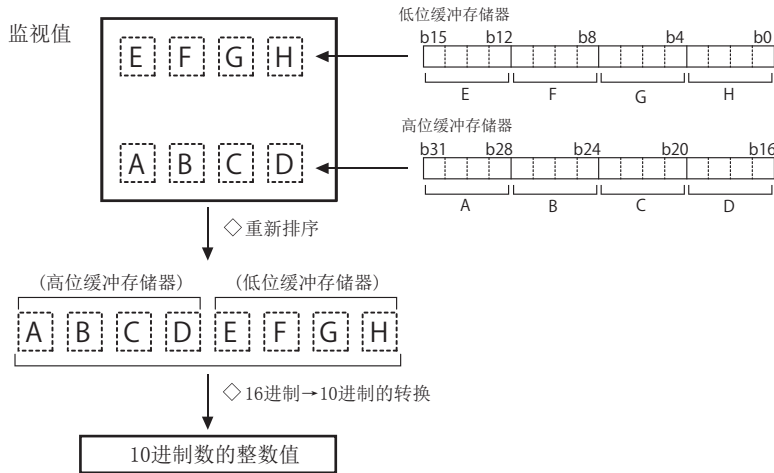 监视值
E F G H
A B C D
低位缓冲存储器
b15 b12 b8 b4 b0
E F G H
高位缓冲存储器
b31 b28 b24 b20 b16
A B C D
◇重新排序
(高位缓冲存储器) (低位缓冲存储器)
A B C D E F G H
◇16进制→10进制的转换
10进制数的整数值